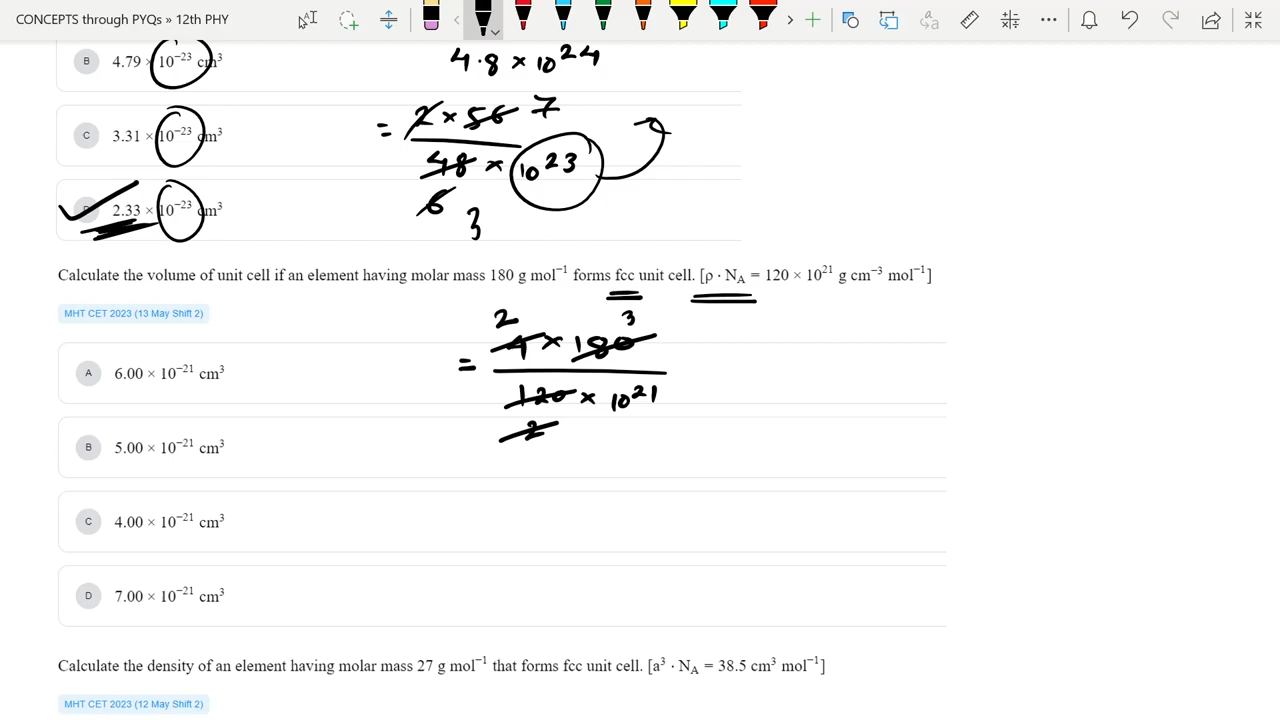 CONCEPTS through PYQs » 12th PHY
B 4.79 × 10⁻²³ cm³
4.8 × 10²⁴
C 3.31 × 10⁻²³ cm³
= 2 × 56 7
48 × 10²³
6 3
2.33 × 10⁻²³ cm³
Calculate the volume of unit cell if an element having molar mass 180 g mol⁻¹ forms fcc unit cell. [ρ · N_A = 120 × 10²¹ g cm⁻³ mol⁻¹]
MHT CET 2023 (13 May Shift 2)
2 3
= 4 × 180
120 × 10²¹
2
A 6.00 × 10⁻²¹ cm³
B 5.00 × 10⁻²¹ cm³
C 4.00 × 10⁻²¹ cm³
D 7.00 × 10⁻²¹ cm³
Calculate the density of an element having molar mass 27 g mol⁻¹ that forms fcc unit cell. [a³ · N_A = 38.5 cm³ mol⁻¹]
MHT CET 2023 (12 May Shift 2)